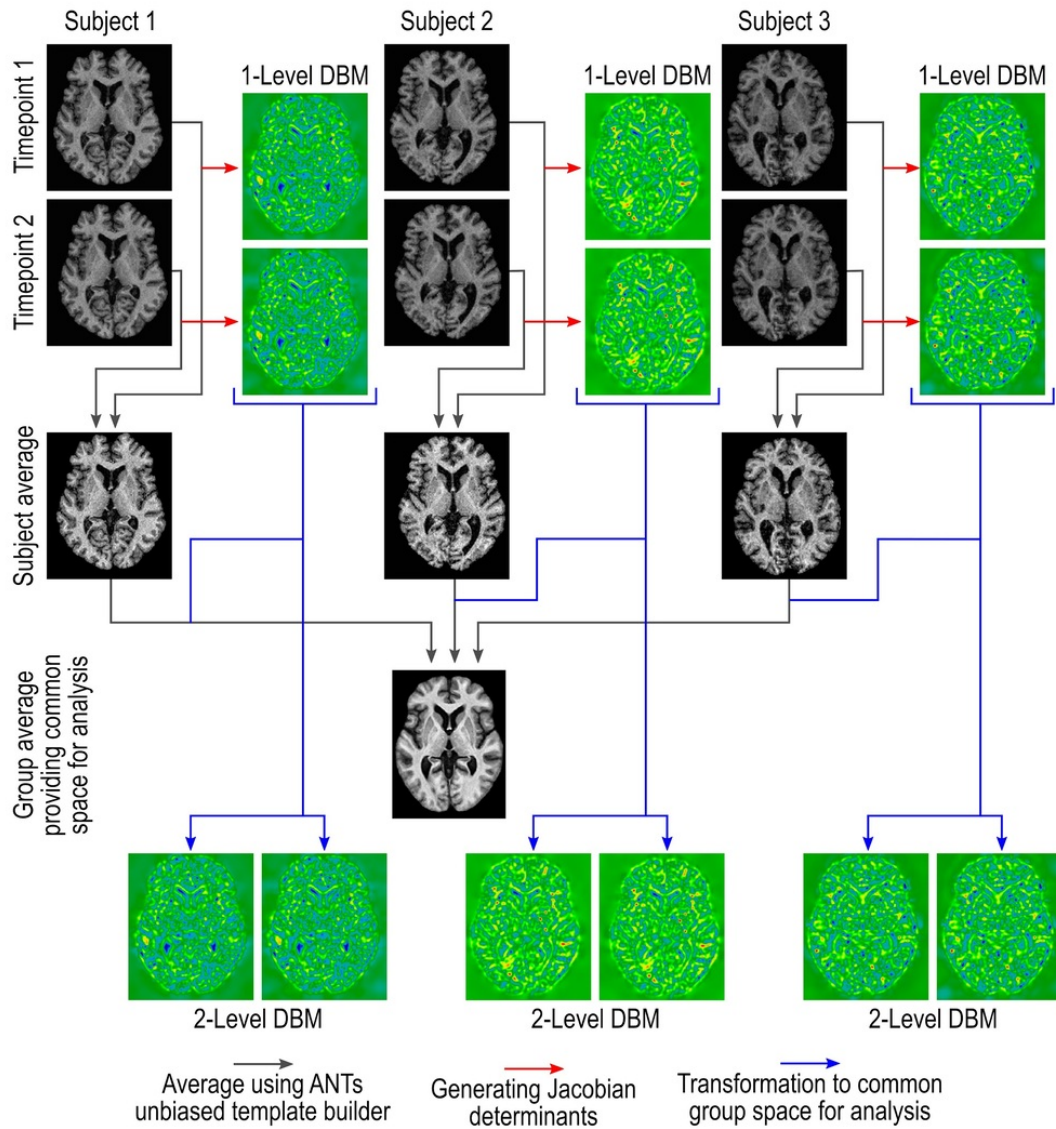 Subject 1
Subject 2
Subject 3
Timepoint 1
1-Level DBM
1-Level DBM
1-Level DBM
Timepoint 2
Subject average
Group average
providing common
space for analysis
2-Level DBM
2-Level DBM
2-Level DBM
Average using ANTs
unbiased template builder
Generating Jacobian
determinants
Transformation to common
group space for analysis